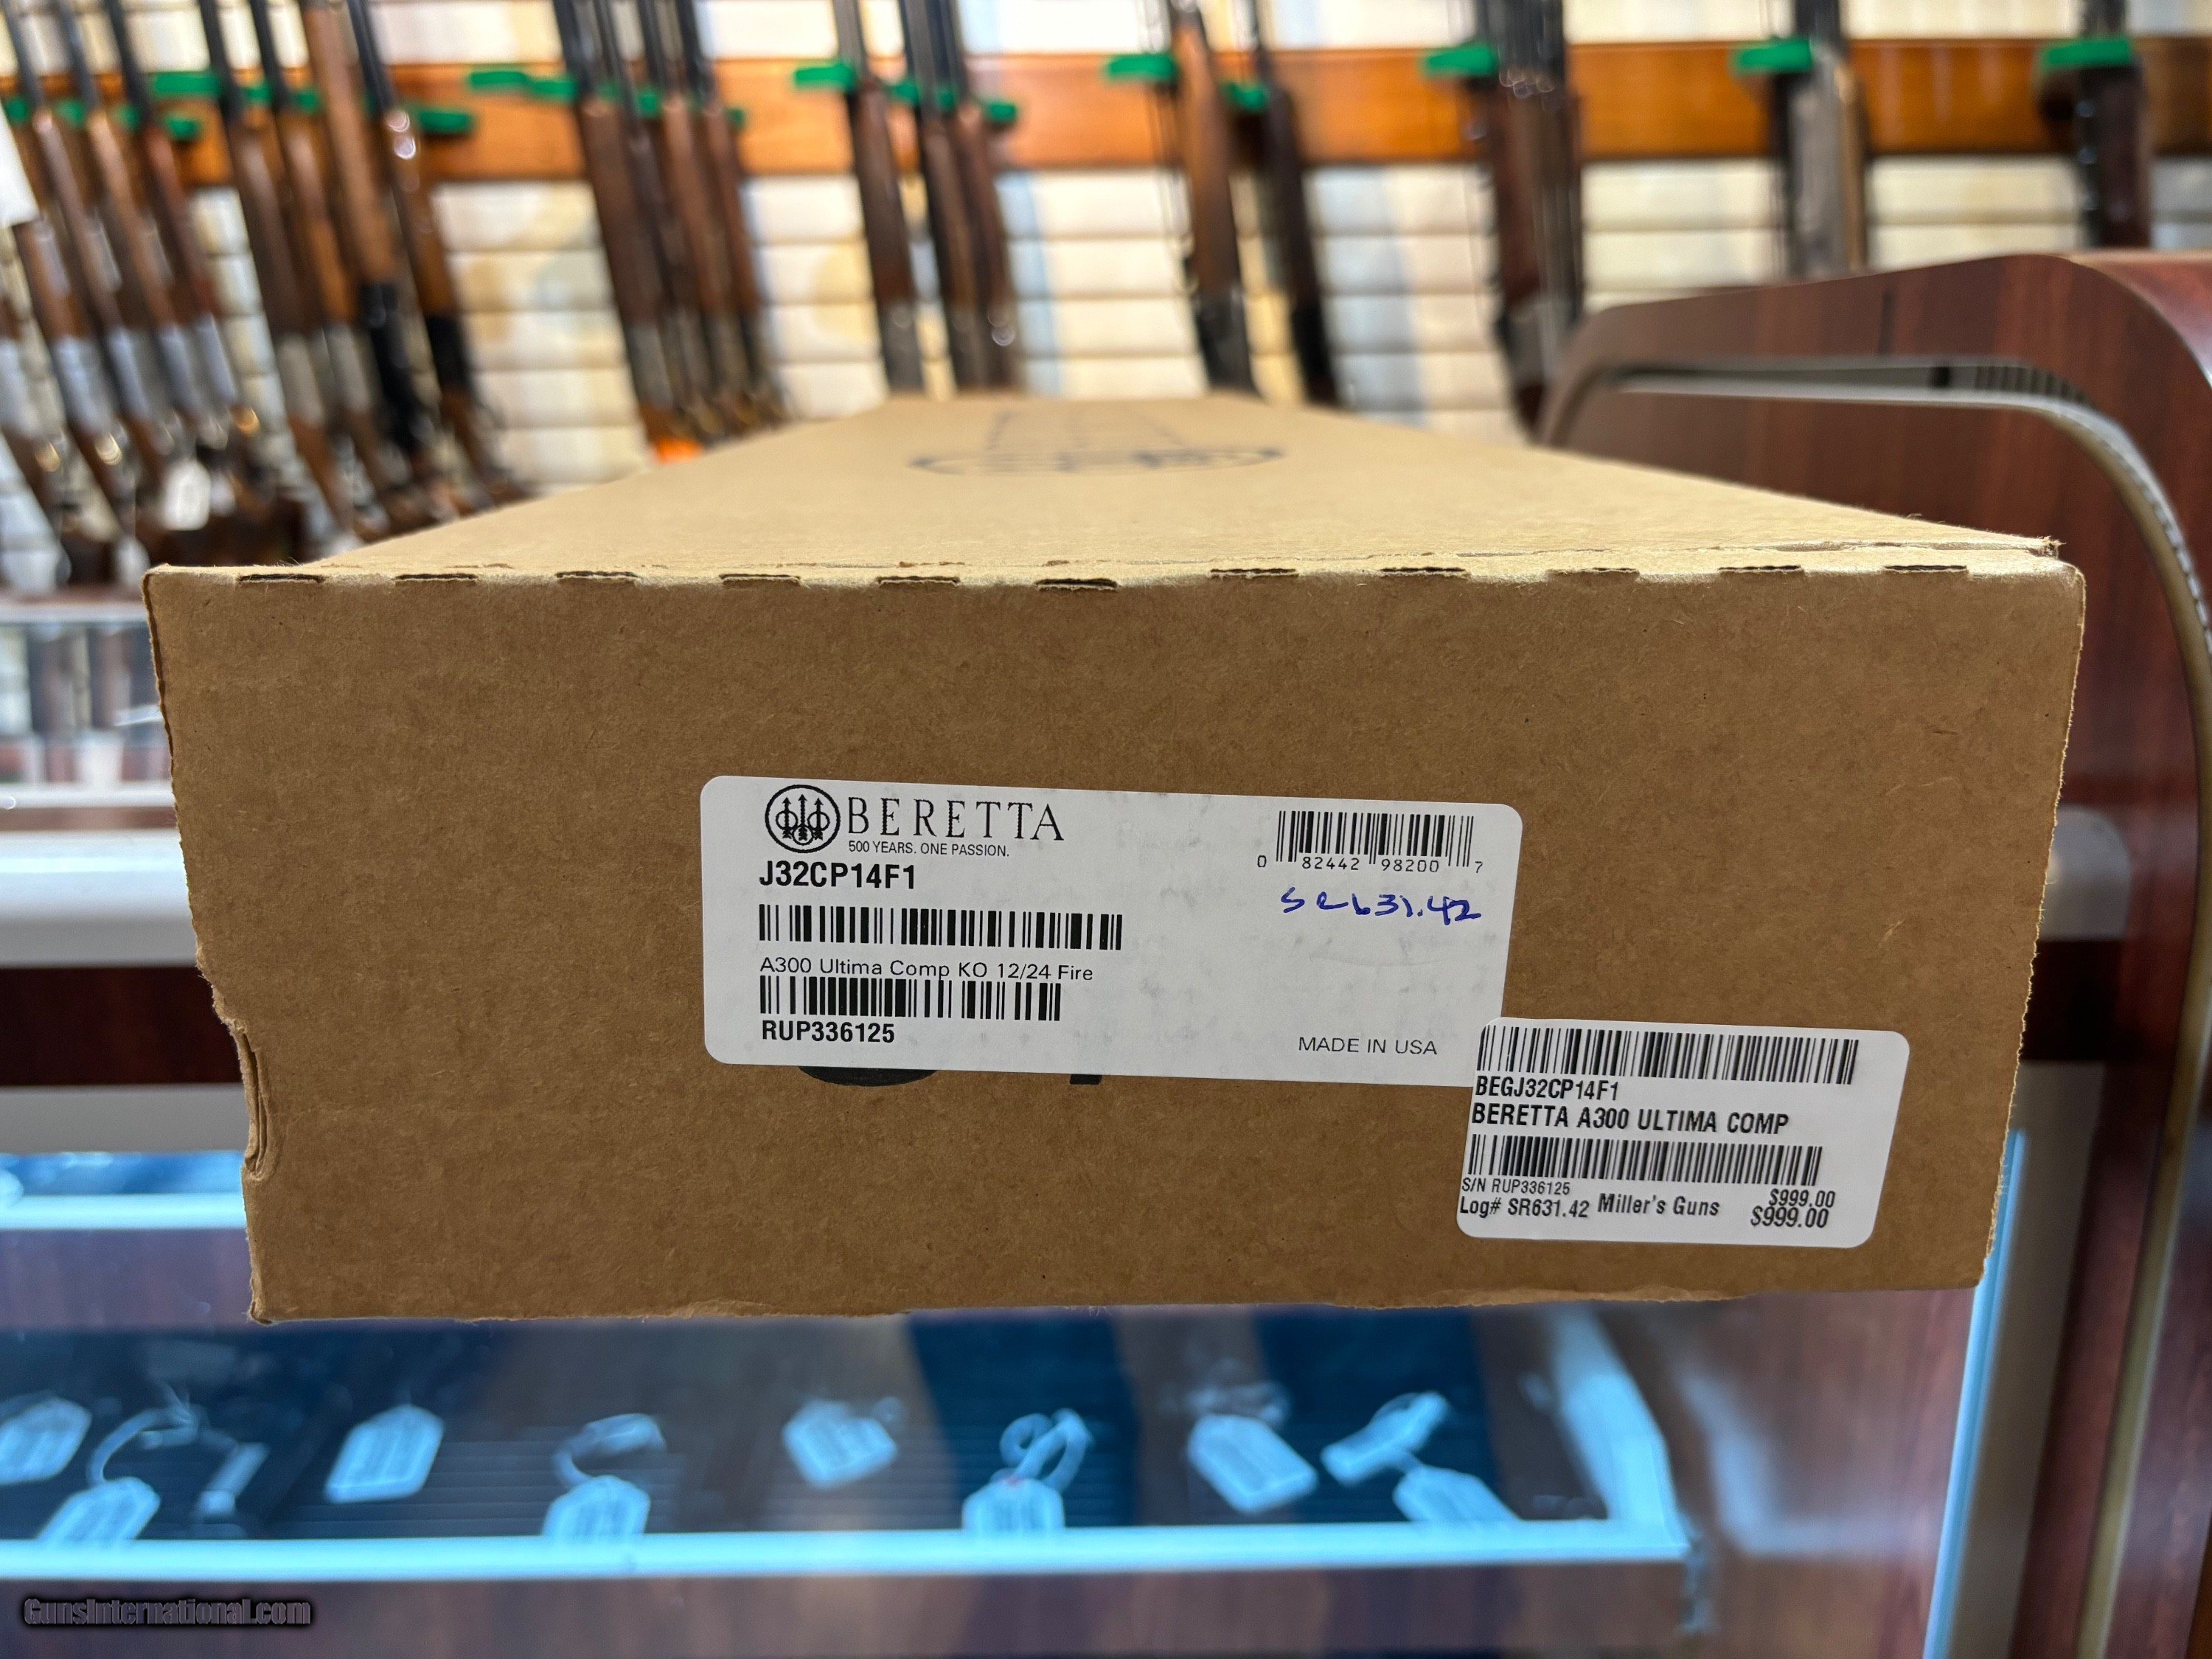 BERETTA
500 YEARS. ONE PASSION.
J32CP14F1
A300 Ultima Comp KO 12/24 Fire
RUP336125
0 82442 98200 7
SR631.42
MADE IN USA
BEGJ32CP14F1
BERETTA A300 ULTIMA COMP
S/N RUP336125
$999.00
Log# SR631.42 Miller's Guns $999.00
GunsInternational.com